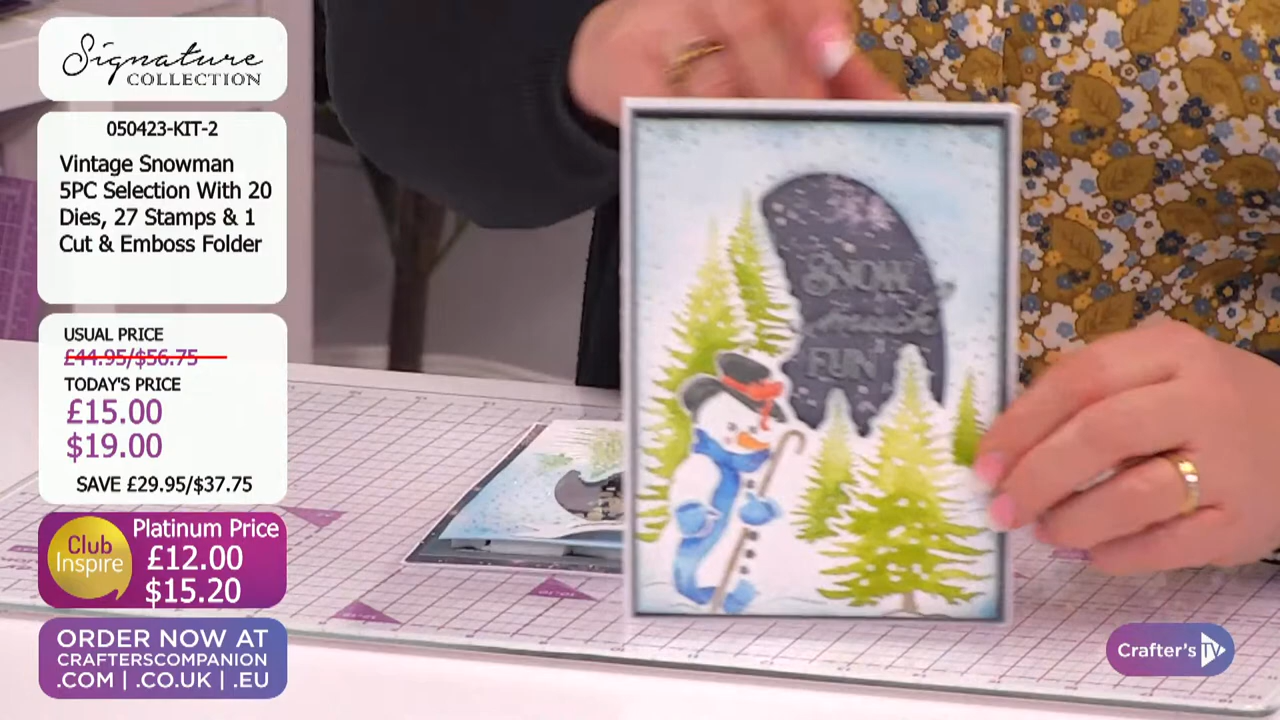 Signature
COLLECTION
050423-KIT-2
Vintage Snowman
5PC Selection With 20
Dies, 27 Stamps & 1
Cut & Emboss Folder
USUAL PRICE
£44.95/$56.75
TODAY'S PRICE
£15.00
$19.00
SAVE £29.95/$37.75
Club
Inspire
Platinum Price
£12.00
$15.20
ORDER NOW AT
CRAFTERSCOMPANION
.COM | .CO.UK | .EU
SNOW
FUN
Crafter's TV